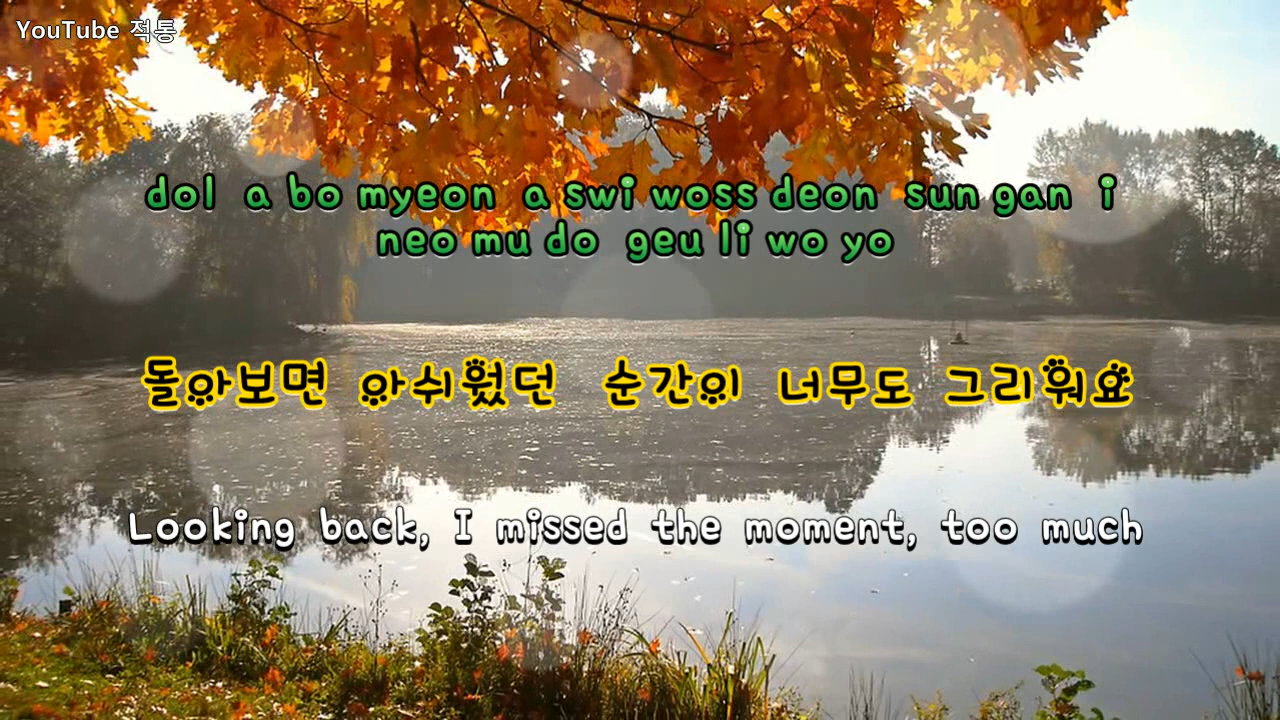 YouTube 적통
dol a bo myeon a swi woss deon sun gan i
neo mu do geu li wo yo
돌아보면 아쉬웠던 순간이 너무도 그리워요
Looking back, I missed the moment, too much